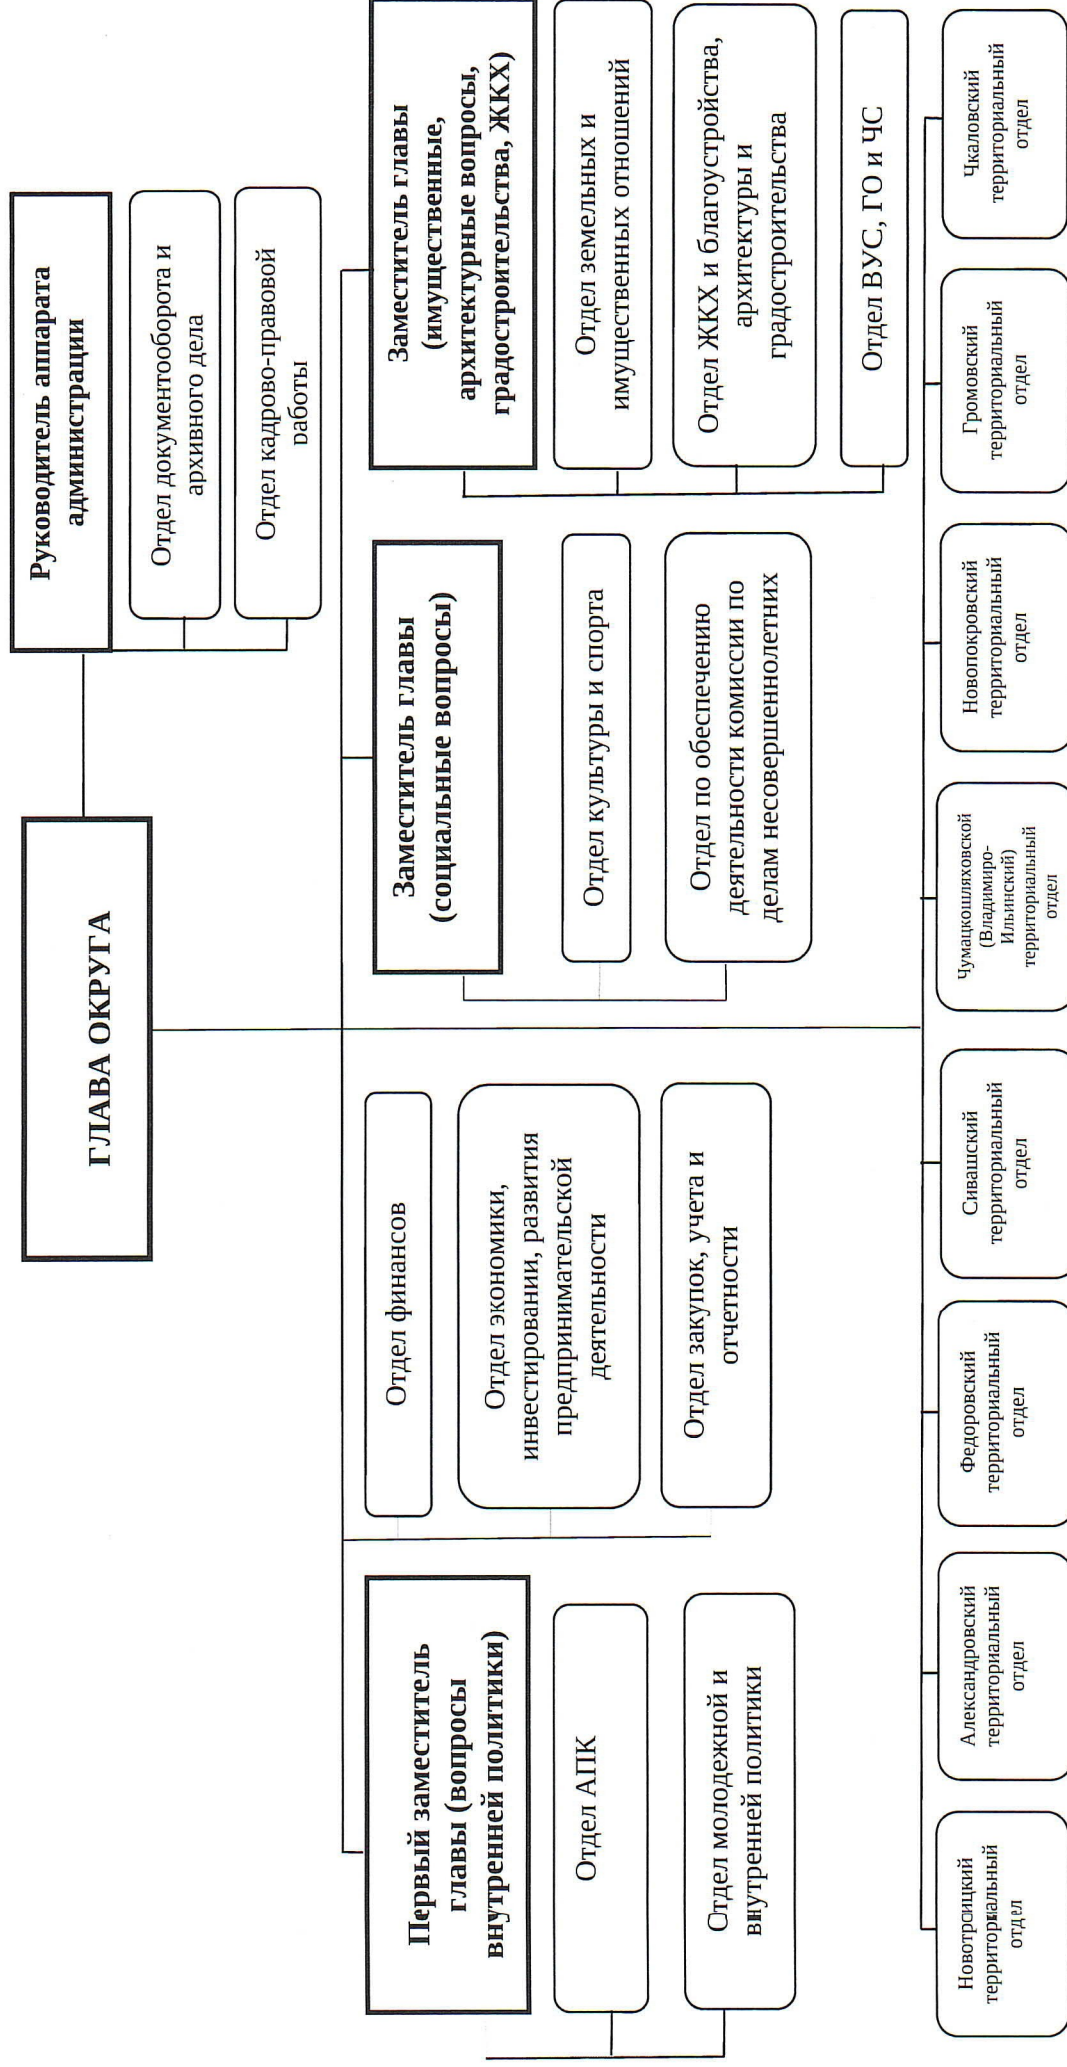 ГЛАВА ОКРУГА
Руководитель аппарата
администрации
Отдел документооборота и
архивного дела
Отдел кадрово-правовой
работы
Первый заместитель
главы (вопросы
внутренней политики)
Отдел АПК
Отдел молодежной и
внутренней политики
Отдел финансов
Отдел экономики,
инвестировании, развития
предпринимательской
деятельности
Отдел закупок, учета и
отчетности
Заместитель главы
(социальные вопросы)
Отдел культуры и спорта
Отдел по обеспечению
деятельности комиссии по
делам несовершеннолетних
Заместитель главы
(имущественные,
архитектурные вопросы,
градостроительства, ЖКХ)
Отдел земельных и
имущественных отношений
Отдел ЖКХ и благоустройства,
архитектуры и
градостроительства
Отдел ВУС, ГО и ЧС
Новотроицкий
территориальный
отдел
Александровский
территориальный
отдел
Федоровский
территориальный
отдел
Сивашский
территориальный
отдел
Чумацкошляховской
(Владимиро-
Ильинский)
территориальный
отдел
Новопокровский
территориальный
отдел
Громовский
территориальный
отдел
Чкаловский
территориальный
отдел